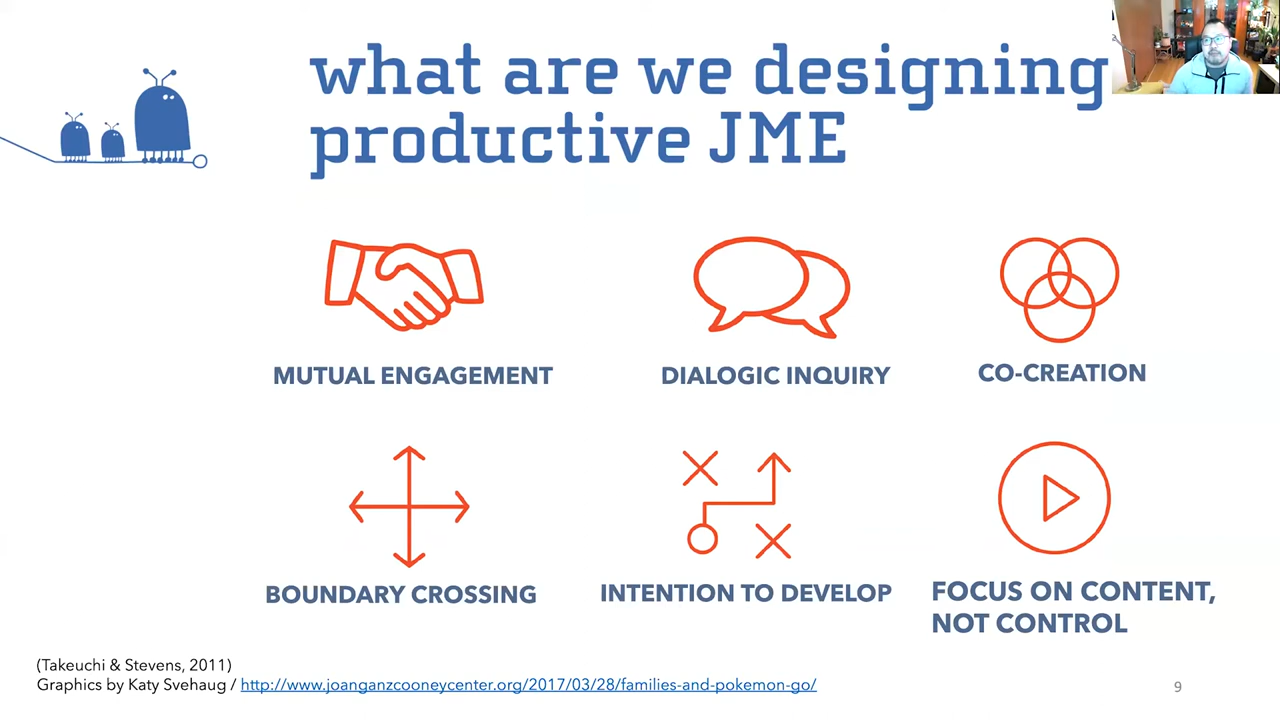 what are we designing
productive JME
MUTUAL ENGAGEMENT
DIALOGIC INQUIRY
CO-CREATION
BOUNDARY CROSSING
INTENTION TO DEVELOP
FOCUS ON CONTENT,
NOT CONTROL
(Takeuchi & Stevens, 2011)
Graphics by Katy Svehaug / http://www.joanganzcooneycenter.org/2017/03/28/families-and-pokemon-go/
9